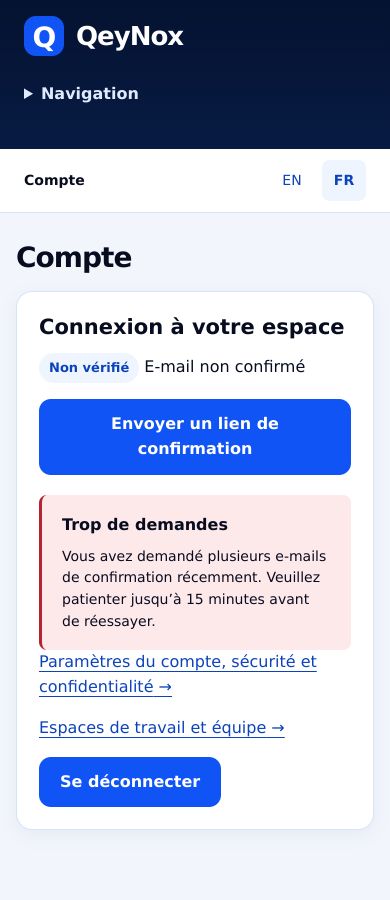 Q QeyNox
▶ Navigation
Compte EN FR
Compte
Connexion à votre espace
Non vérifié E-mail non confirmé
Envoyer un lien de
confirmation
Trop de demandes
Vous avez demandé plusieurs e-mails
de confirmation récemment. Veuillez
patienter jusqu’à 15 minutes avant
de réessayer.
Paramètres du compte, sécurité et
confidentialité →
Espaces de travail et équipe →
Se déconnecter